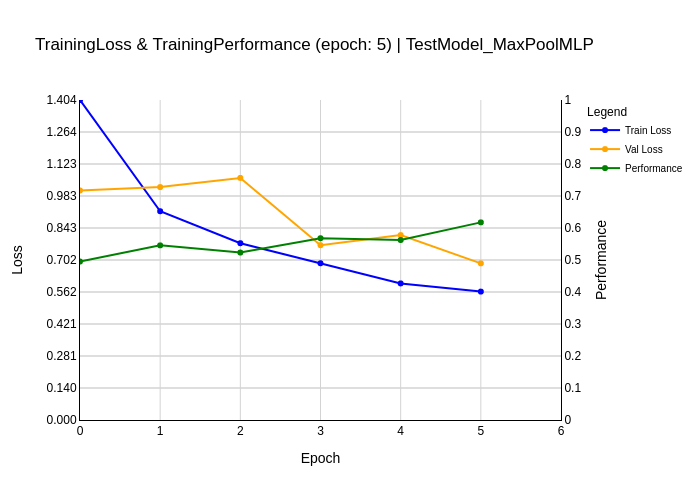 TrainingLoss & TrainingPerformance (epoch: 5) | TestModel_MaxPoolMLP
Legend
Train Loss
Val Loss
Performance
1.404
1.264
1.123
0.983
0.843
0.702
0.562
0.421
0.281
0.140
0.000
Loss
1
0.9
0.8
0.7
0.6
0.5
0.4
0.3
0.2
0.1
0
Performance
0 1 2 3 4 5 6
Epoch